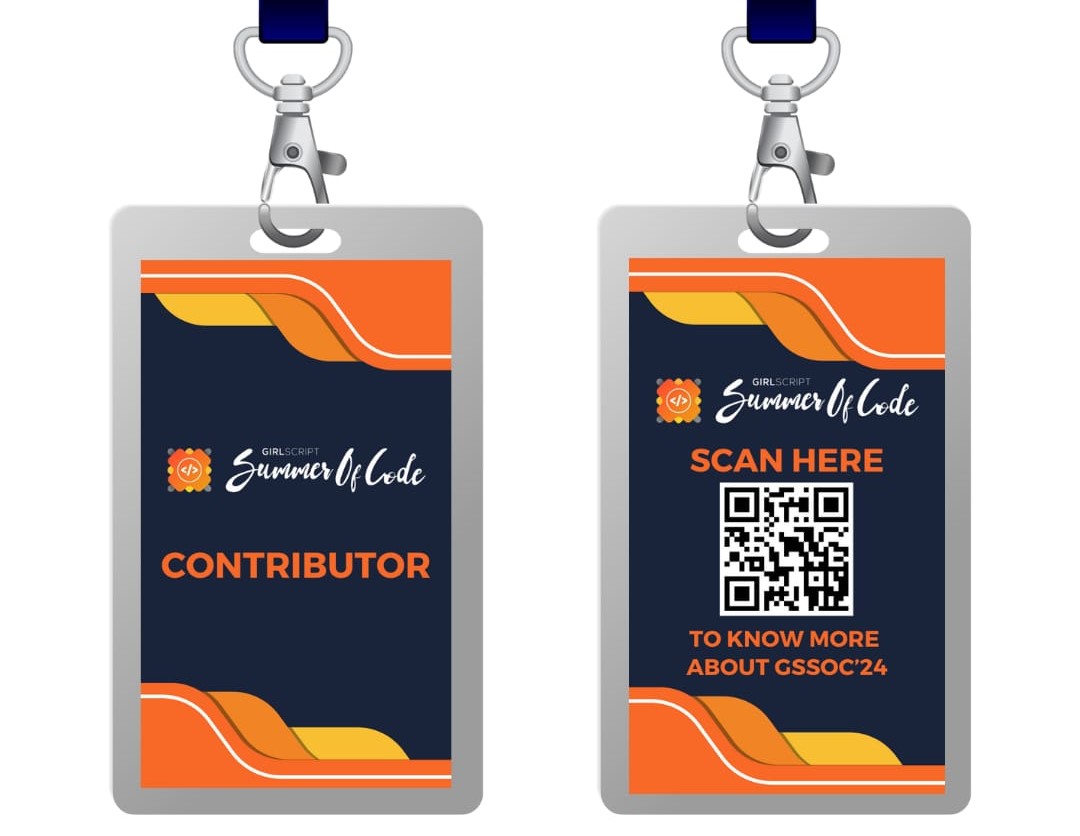 </>
GIRLSCRIPT
Summer Of Code
CONTRIBUTOR
</>
GIRLSCRIPT
Summer Of Code
SCAN HERE
TO KNOW MORE
ABOUT GSSOC’24